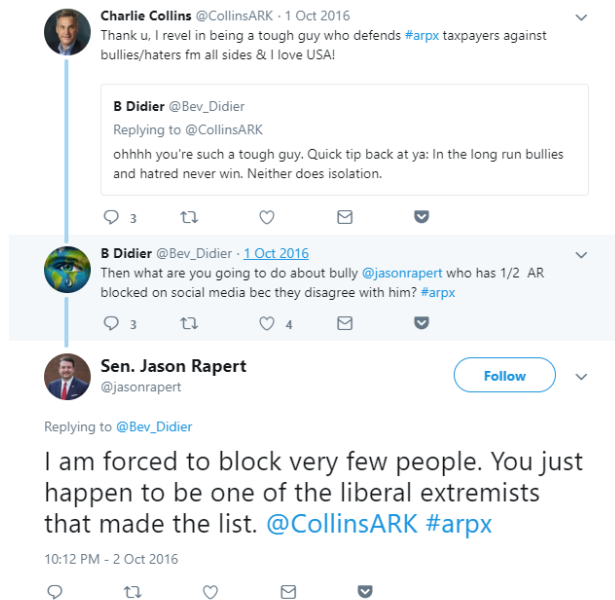 Charlie Collins @CollinsARK · 1 Oct 2016
Thank u, I revel in being a tough guy who defends #arpx taxpayers against
bullies/haters fm all sides & I love USA!
B Didier @Bev_Didier
Replying to @CollinsARK
ohhhh you're such a tough guy. Quick tip back at ya: In the long run bullies
and hatred never win. Neither does isolation.
3
B Didier @Bev_Didier · 1 Oct 2016
Then what are you going to do about bully @jasonrapert who has 1/2 AR
blocked on social media bec they disagree with him? #arpx
3 4
Sen. Jason Rapert
@jasonrapert
Follow
Replying to @Bev_Didier
I am forced to block very few people. You just
happen to be one of the liberal extremists
that made the list. @CollinsARK #arpx
10:12 PM - 2 Oct 2016